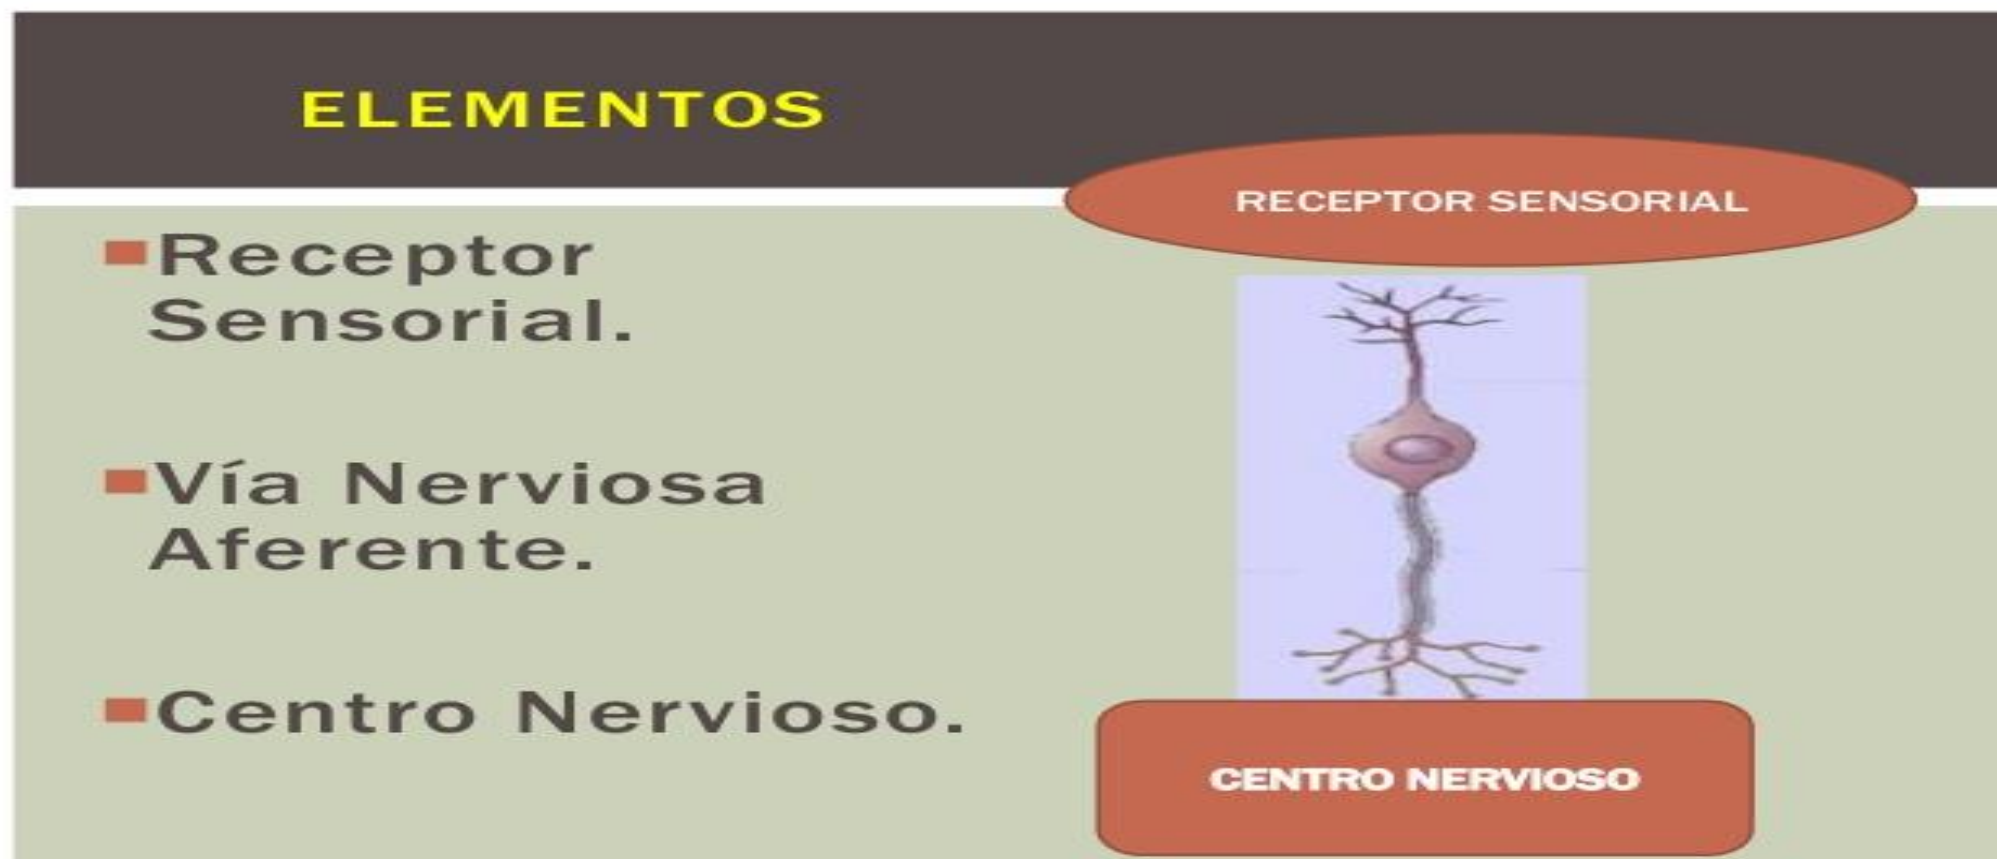 ELEMENTOS
RECEPTOR SENSORIAL
Receptor
Sensorial.
Vía Nerviosa
Aferente.
Centro Nervioso.
CENTRO NERVIOSO